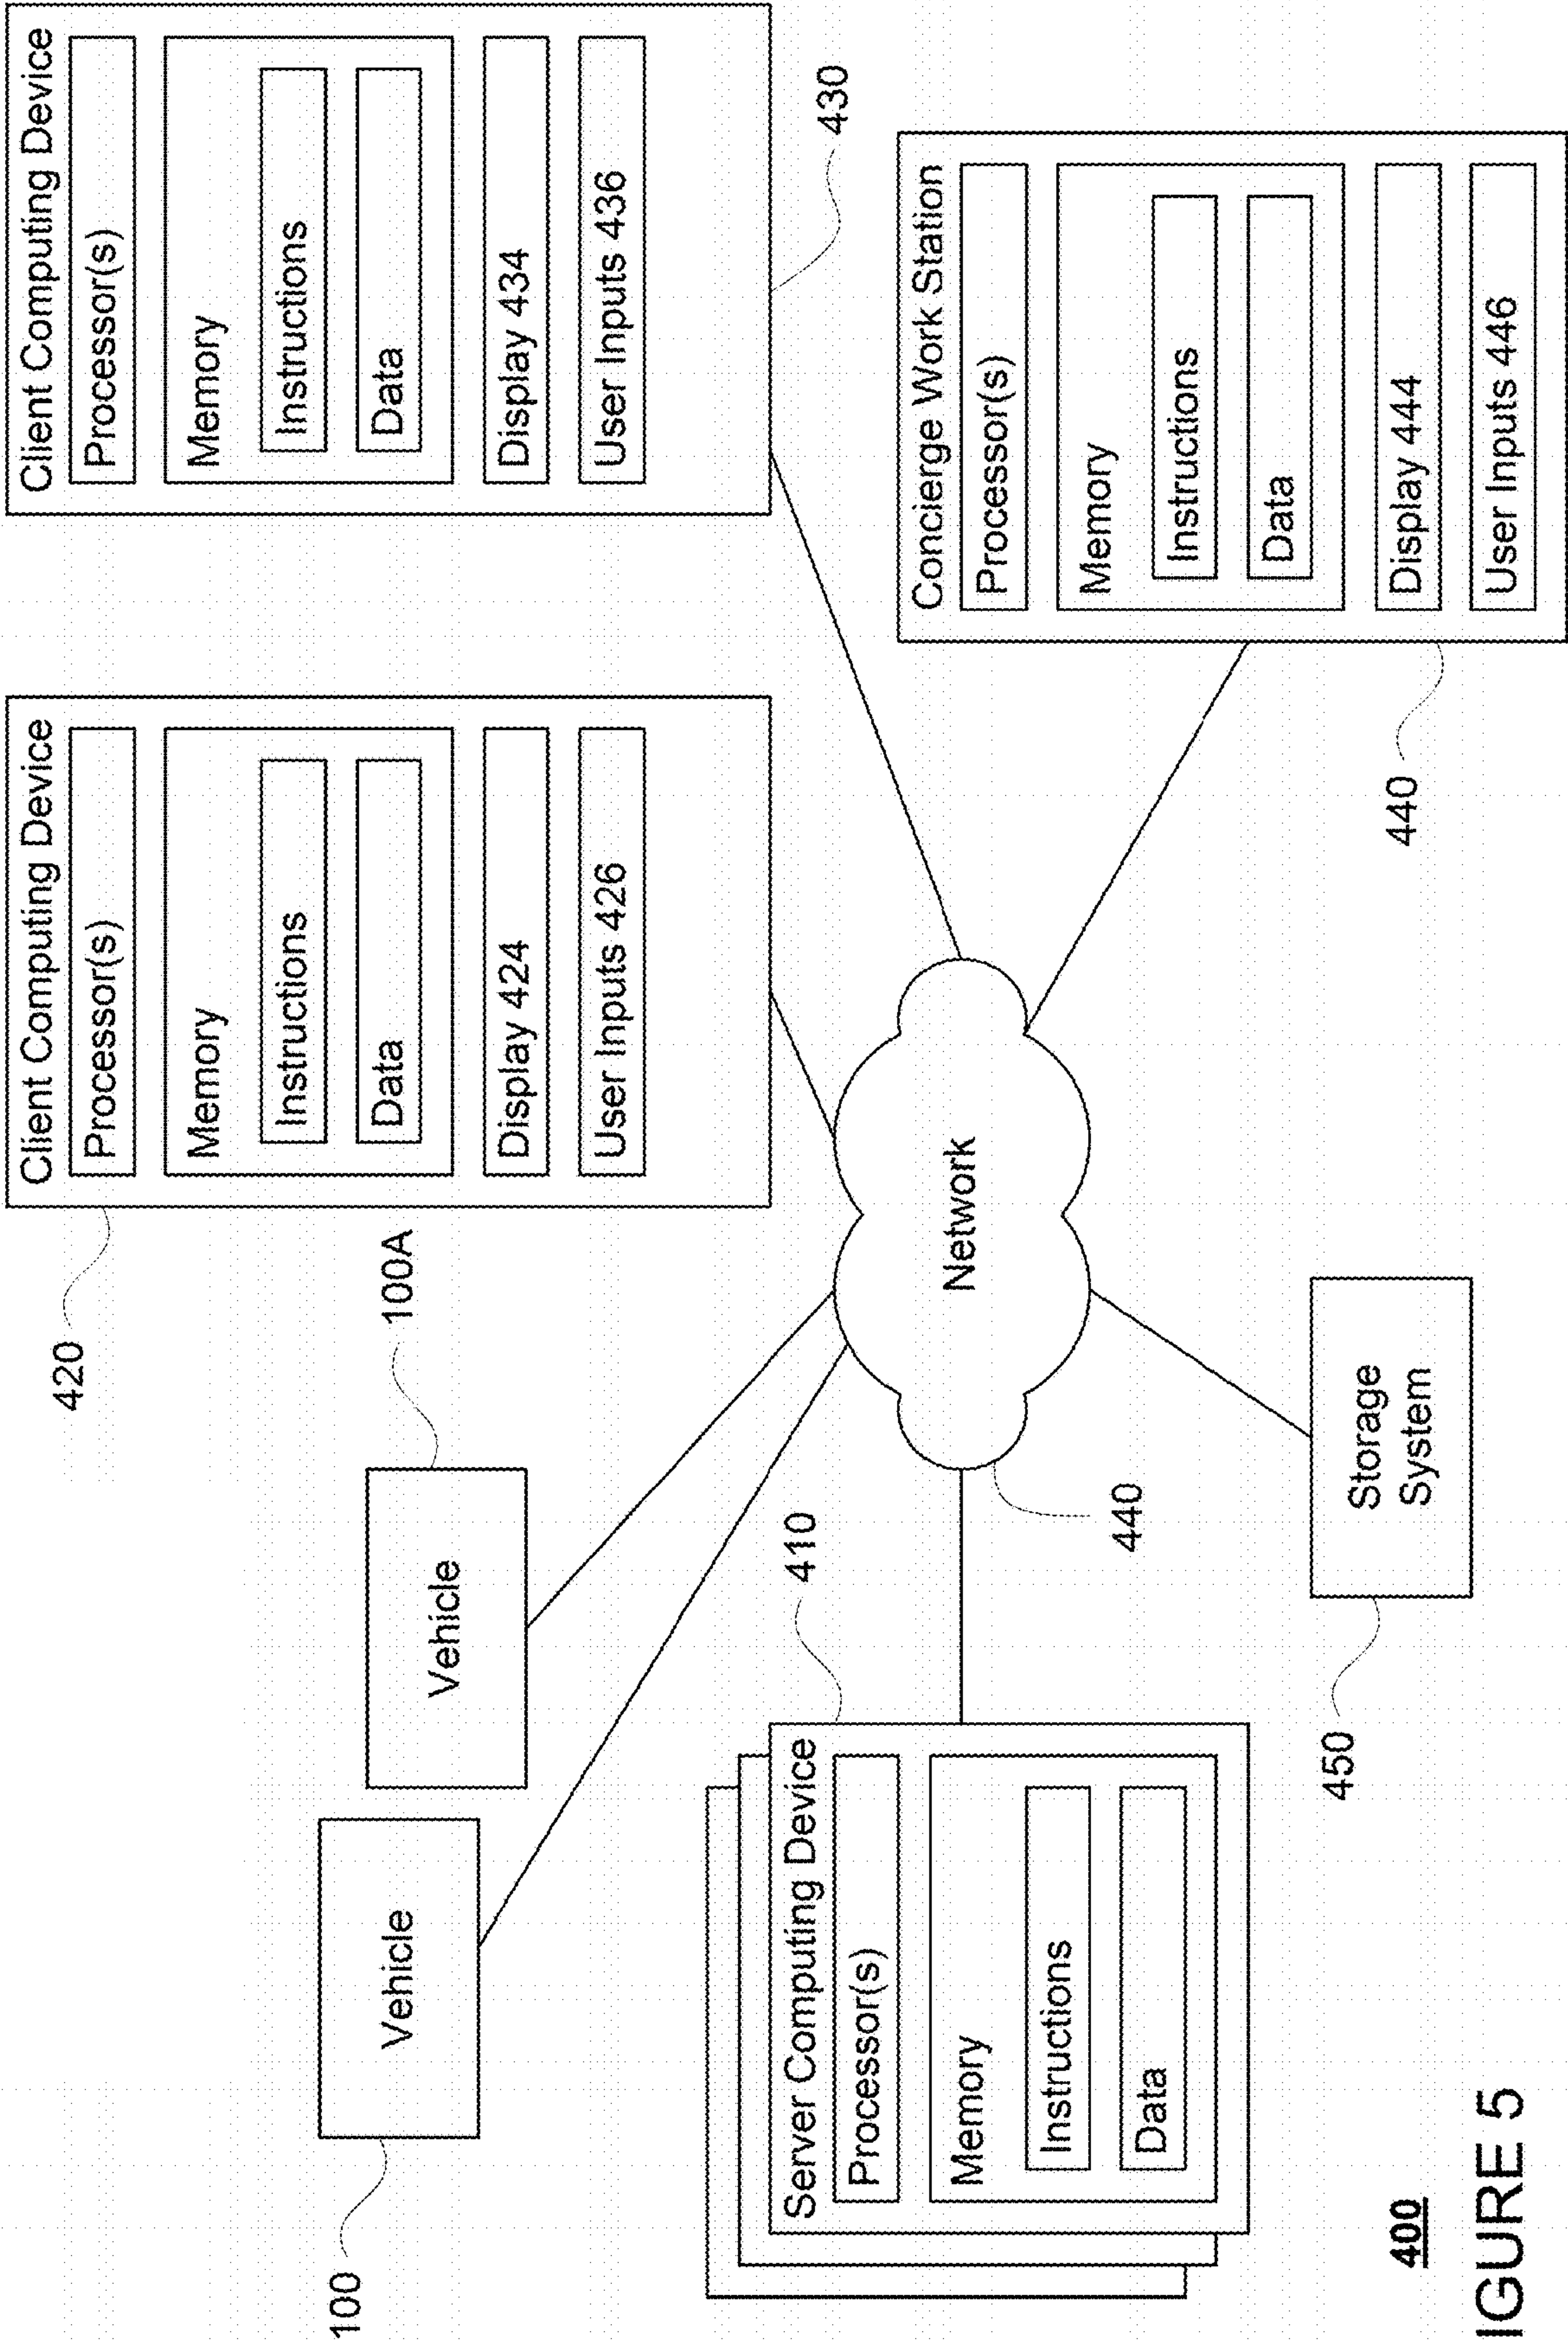 100
Vehicle
Vehicle
100A
420
Client Computing Device
Processor(s)
Memory
Instructions
Data
Display 424
User Inputs 426
Client Computing Device
Processor(s)
Memory
Instructions
Data
Display 434
User Inputs 436
430
Server Computing Device
Processor(s)
Memory
Instructions
Data
410
Network
440
Storage
System
450
Concierge Work Station
Processor(s)
Memory
Instructions
Data
Display 444
User Inputs 446
440
400
IGURE 5